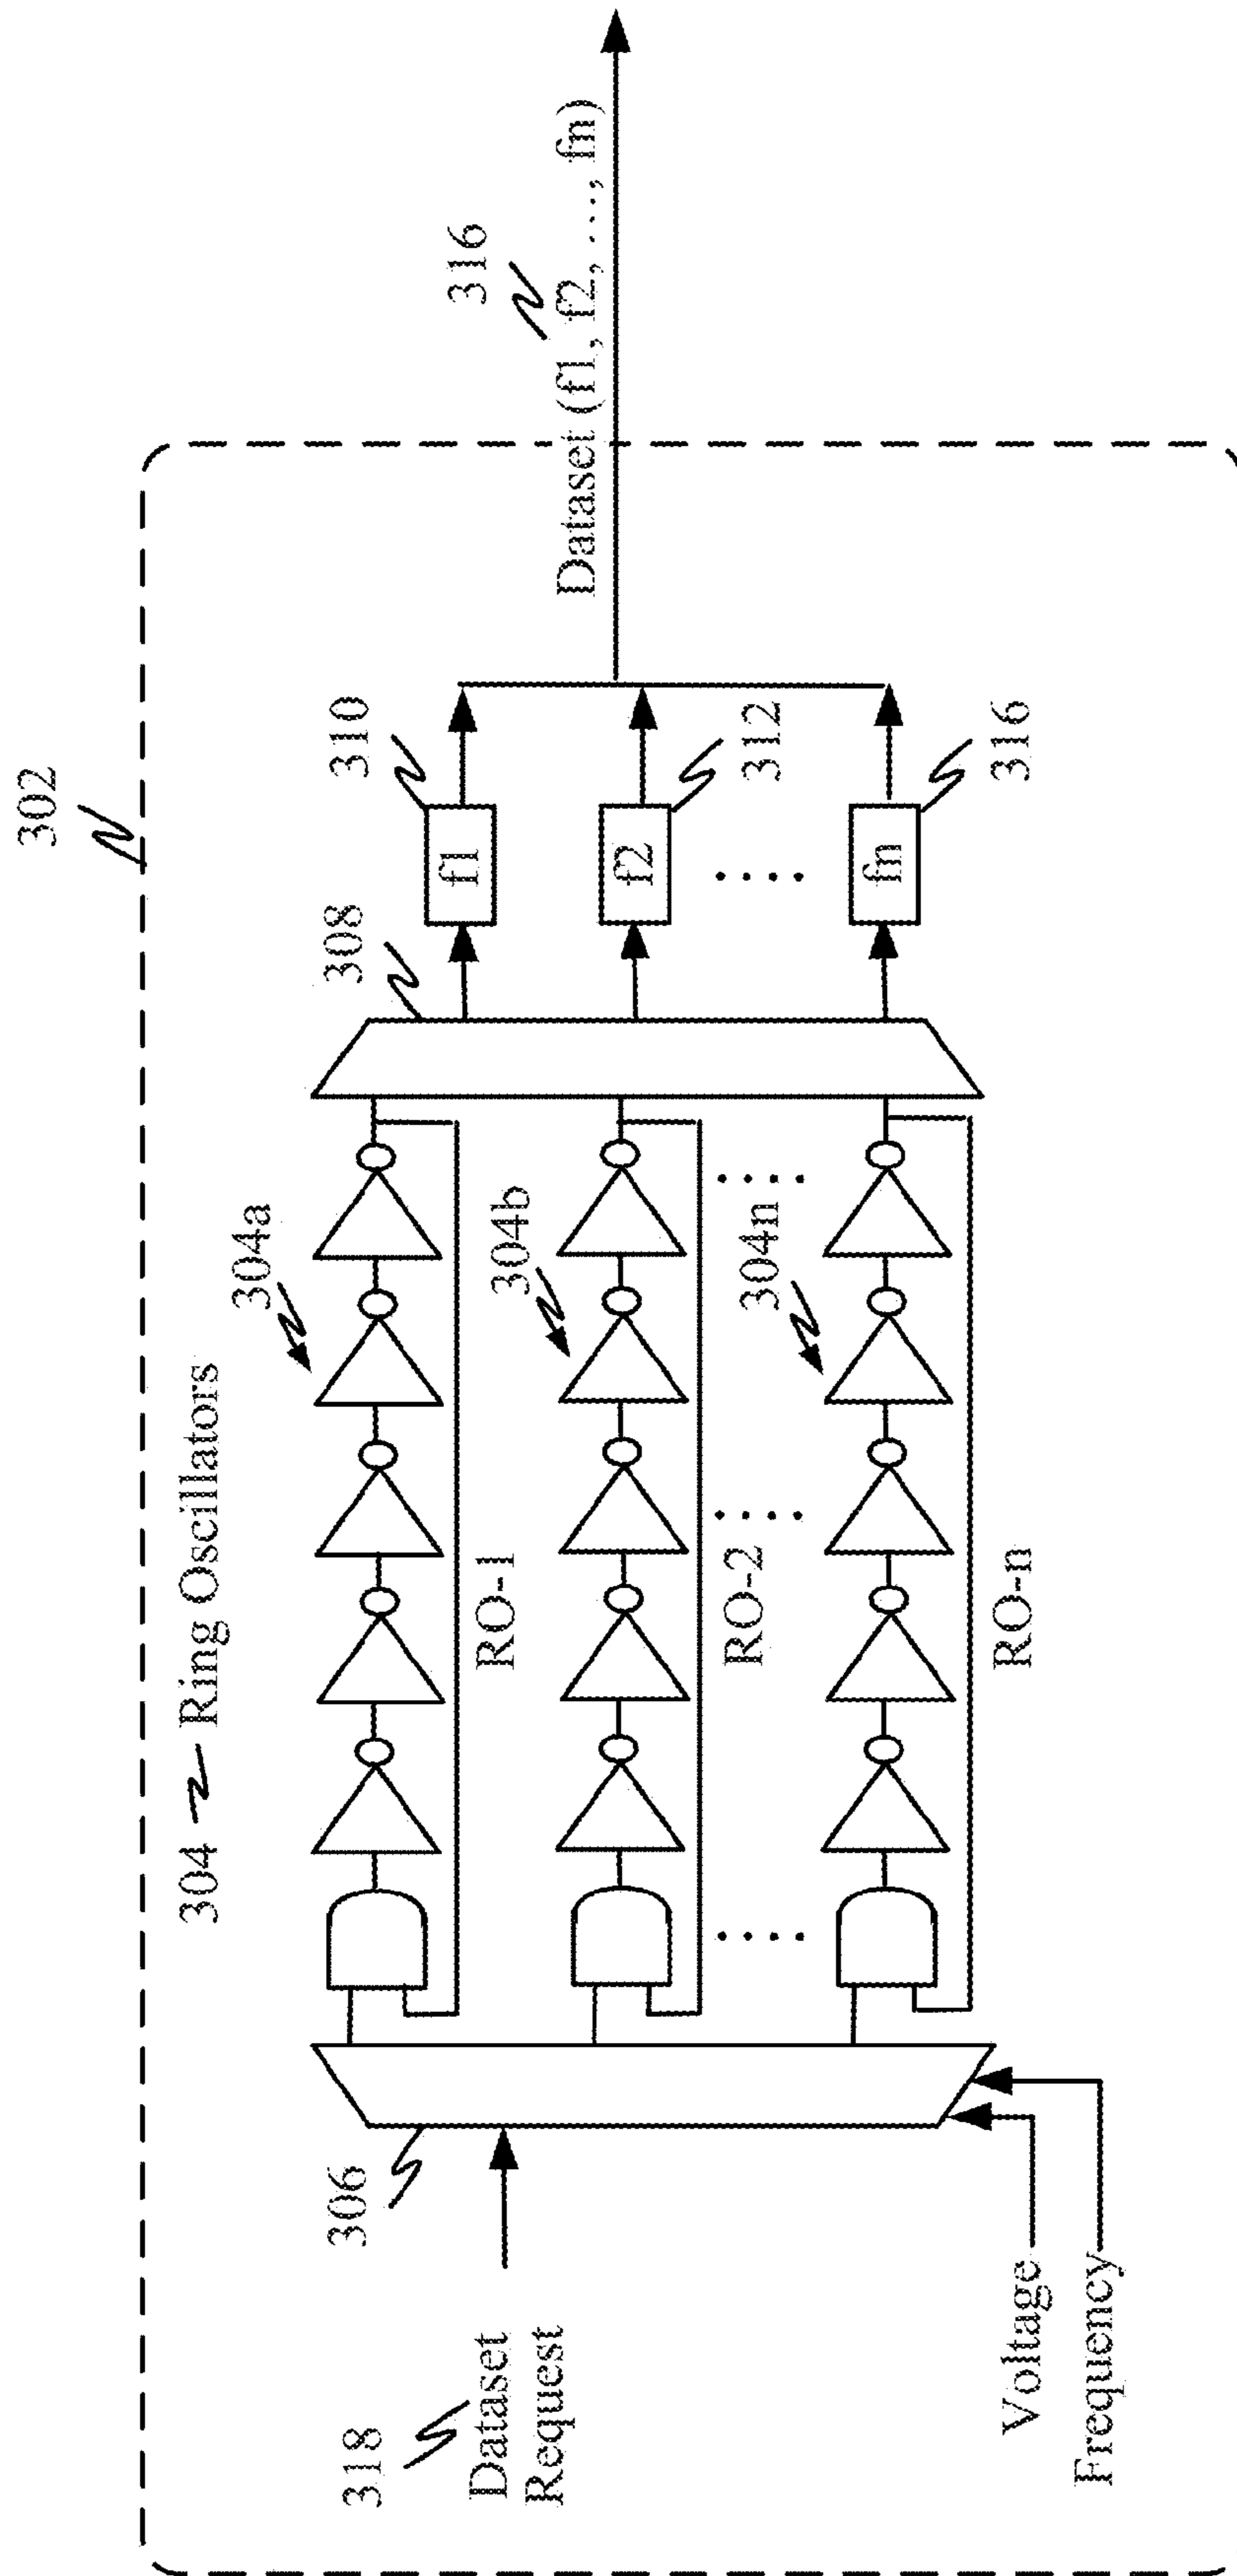 302
304 Ring Oscillators
304a
308
310
f1
316
Dataset (f1, f2, ..., fn)
306
318
Dataset
Request
RO-1
304b
f2
312
RO-2
304n
fn
316
RO-n
Voltage
Frequency